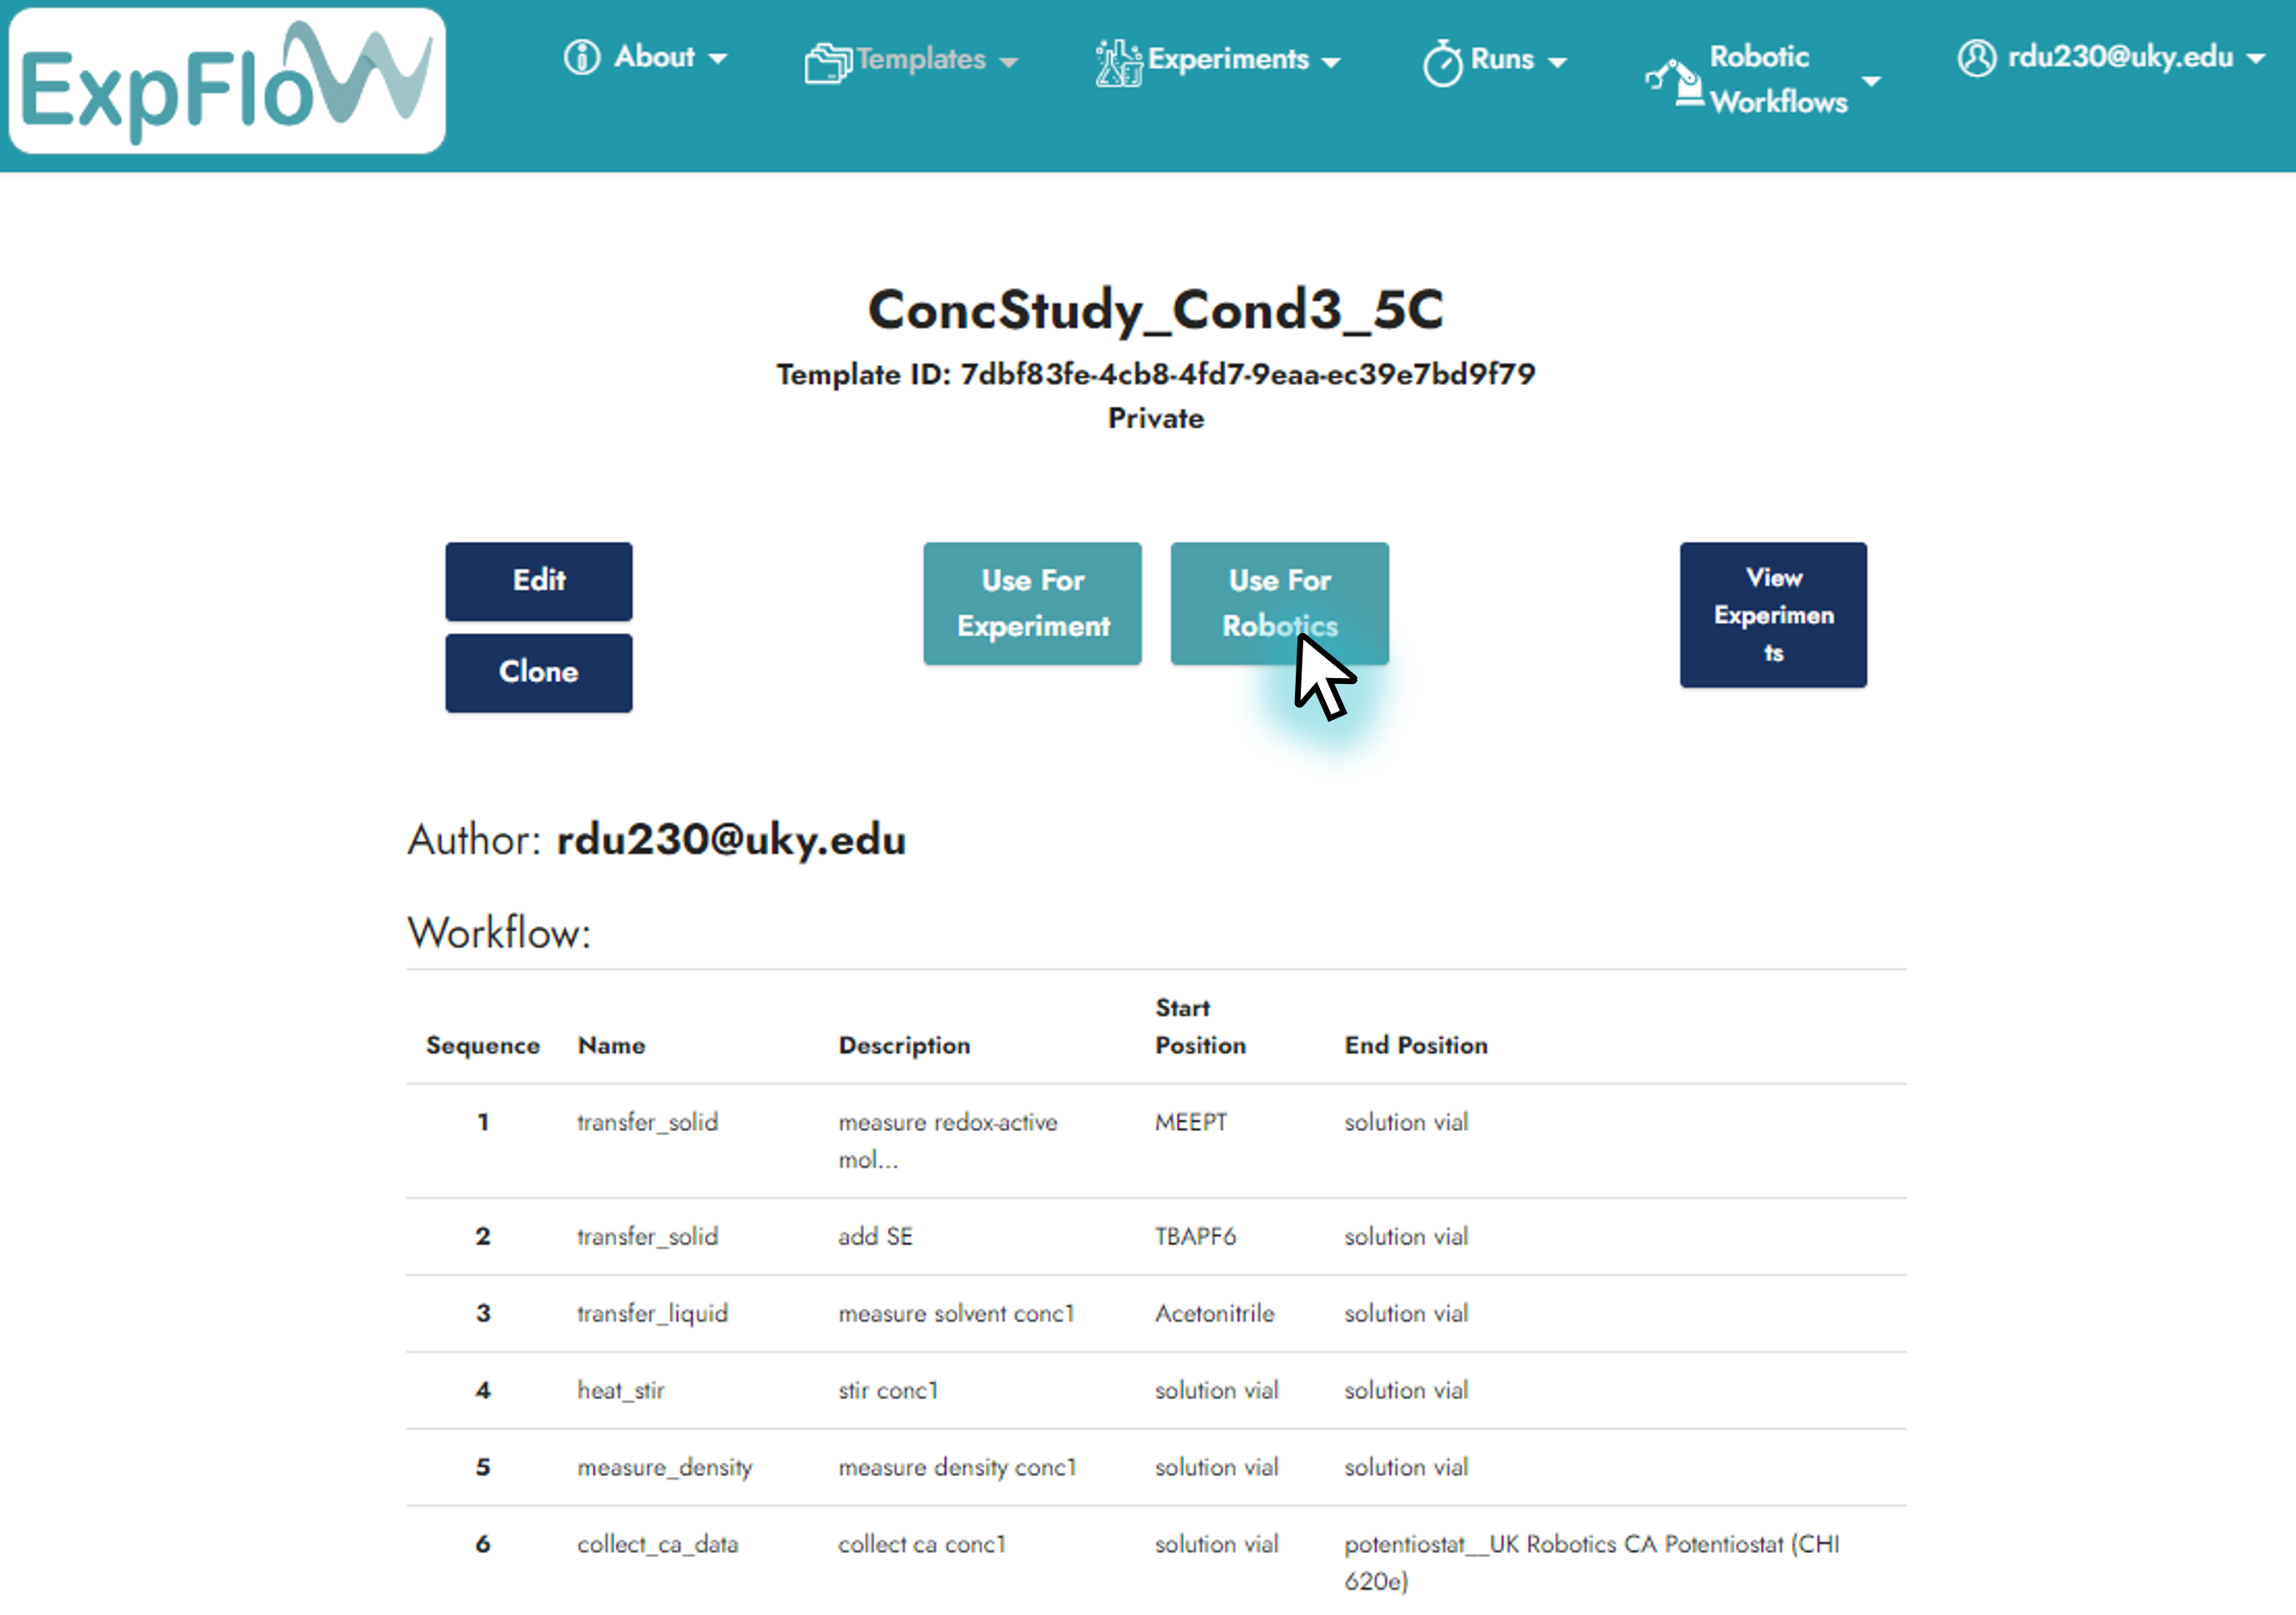 ExpFlow
About
Templates
Experiments
Runs
Robotic
Workflows
rdu230@uky.edu
ConcStudy_Cond3_5C
Template ID: 7dbf83fe-4cb8-4fd7-9eaa-ec39e7bd9f79
Private
Edit
Clone
Use For
Experiment
Use For
Robotics
View
Experimen
ts
Author: rdu230@uky.edu
Workflow:
Sequence Name Description Start Position End Position
1 transfer_solid measure redox-active mol... MEEPT solution vial
2 transfer_solid add SE TBAPF6 solution vial
3 transfer_liquid measure solvent conc1 Acetonitrile solution vial
4 heat_stir stir conc1 solution vial solution vial
5 measure_density measure density conc1 solution vial solution vial
6 collect_ca_data collect ca conc1 solution vial potentiostat__UK Robotics CA Potentiostat (CHI
620e)